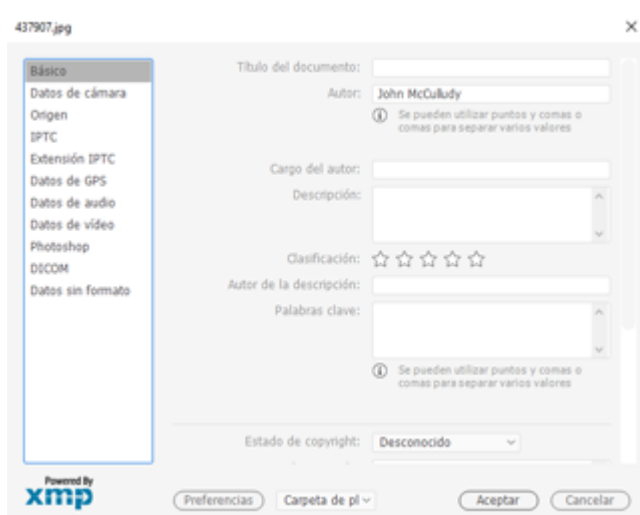 437907.jpg
Básico
Datos de cámara
Origen
IPTC
Extensión IPTC
Datos de GPS
Datos de audio
Datos de vídeo
Photoshop
DICOM
Datos sin formato
Título del documento:
Autor: John McCulludy
Se pueden utilizar puntos y comas o
comas para separar varios valores
Cargo del autor:
Descripción:
Clasificación:
Autor de la descripción:
Palabras clave:
Se pueden utilizar puntos y comas o
comas para separar varios valores
Estado de copyright: Desconocido
Powered By
xmp
Preferencias Carpeta de pl Aceptar Cancelar